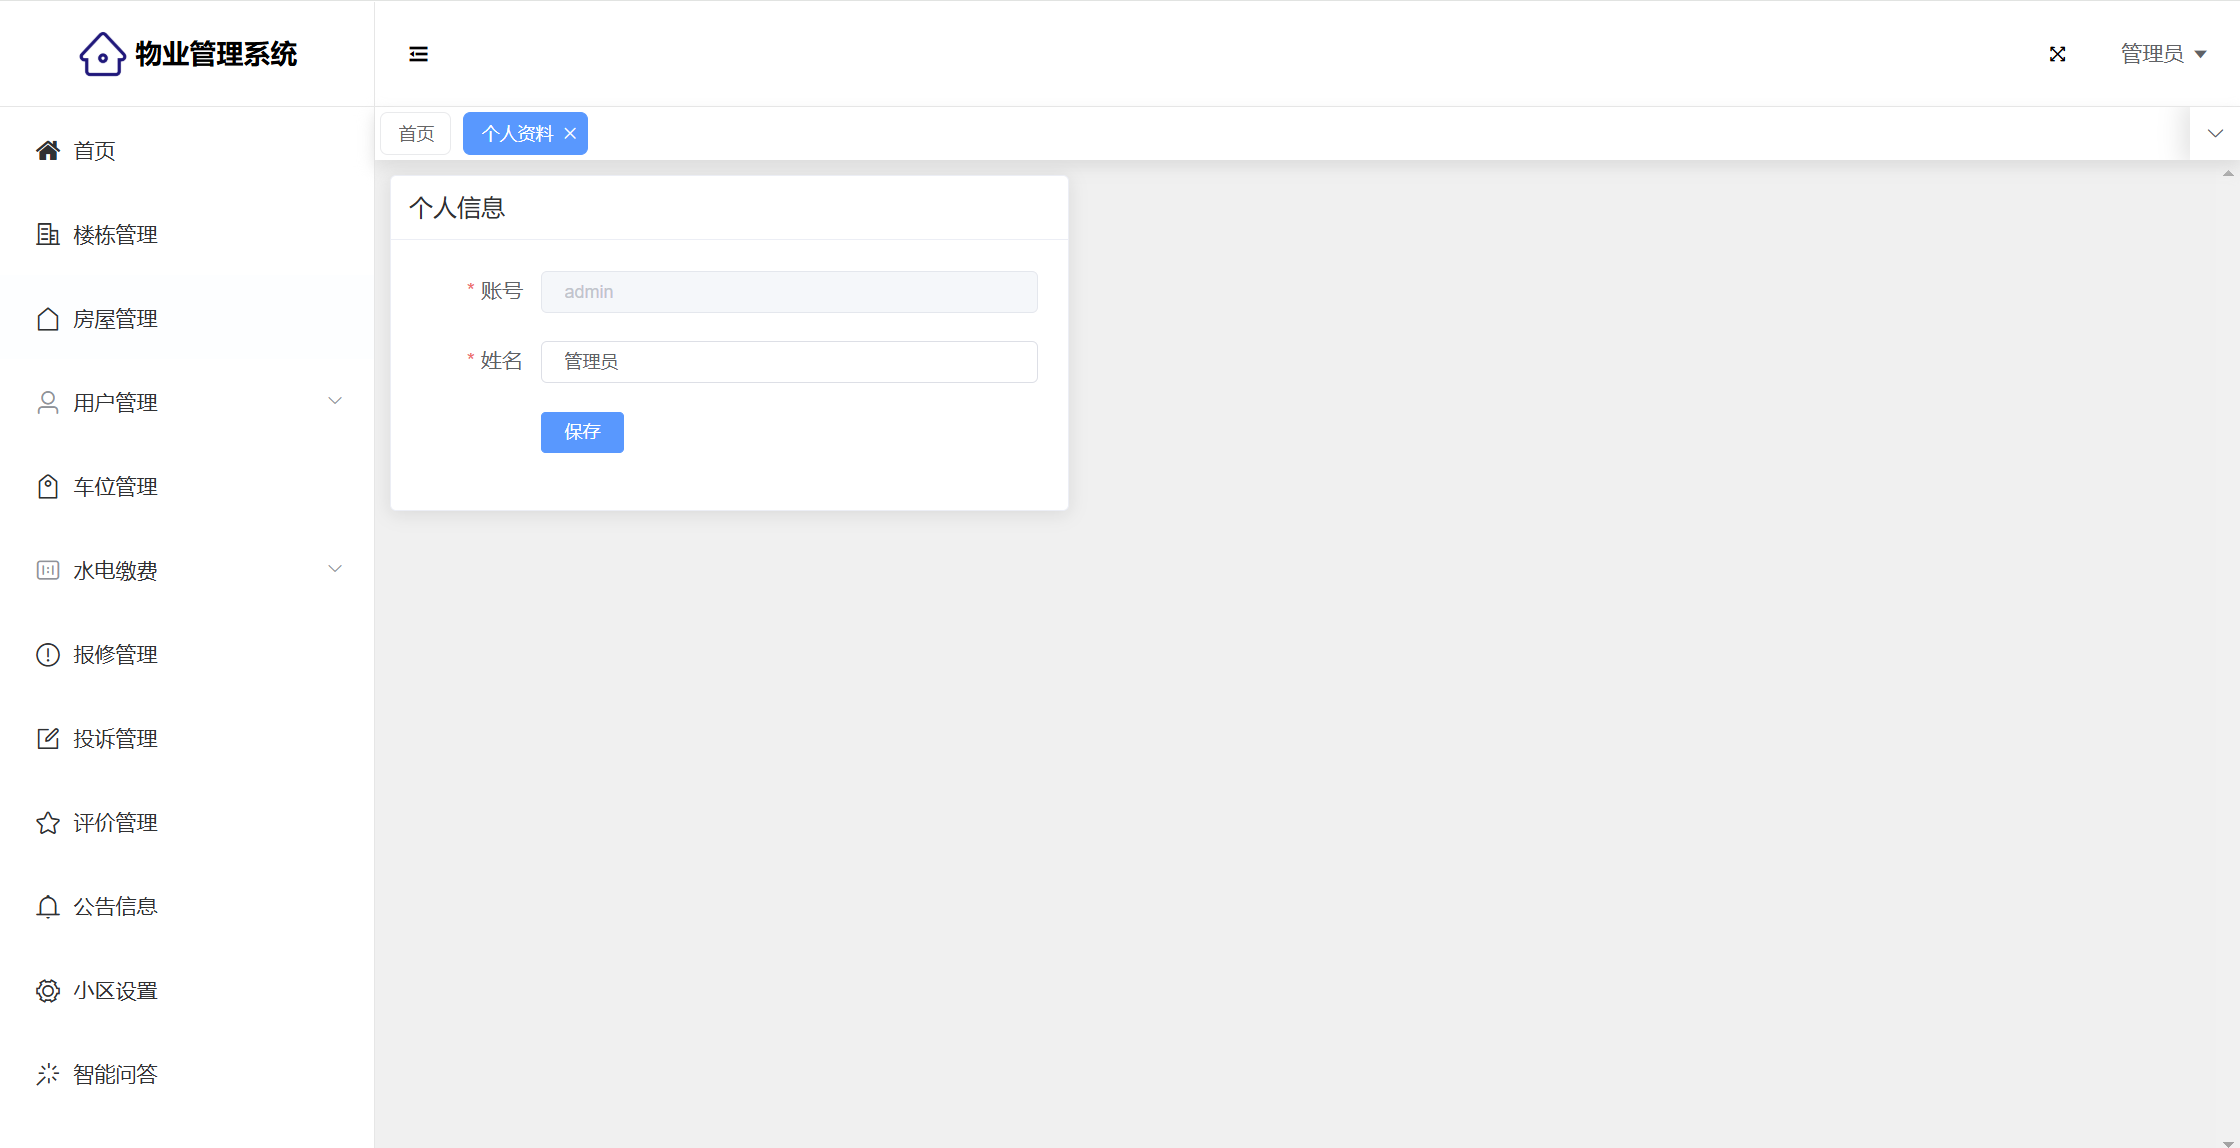 物业管理系统
管理员
首页
楼栋管理
房屋管理
用户管理
车位管理
水电缴费
报修管理
投诉管理
评价管理
公告信息
小区设置
智能问答
首页 个人资料
个人信息
* 账号 admin
* 姓名 管理员
保存